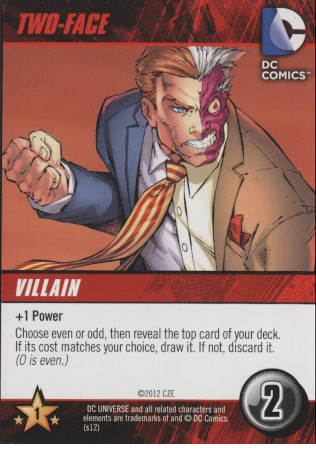 TWO-FACE
DC
DC
COMICS™
VILLAIN
+1 Power
Choose even or odd, then reveal the top card of your deck.
If its cost matches your choice, draw it. If not, discard it.
(0 is even.)
©2012 CZE
1
DC UNIVERSE and all related characters and
elements are trademarks of and © DC Comics.
(s12)
2